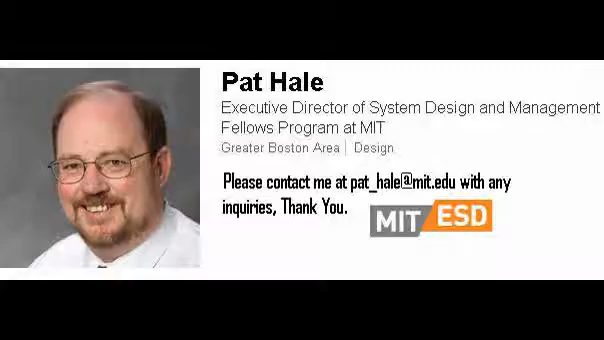 Pat Hale
Executive Director of System Design and Management
Fellows Program at MIT
Greater Boston Area | Design
Please contact me at pat_hale@mit.edu with any
inquiries, Thank You.
MIT ESD